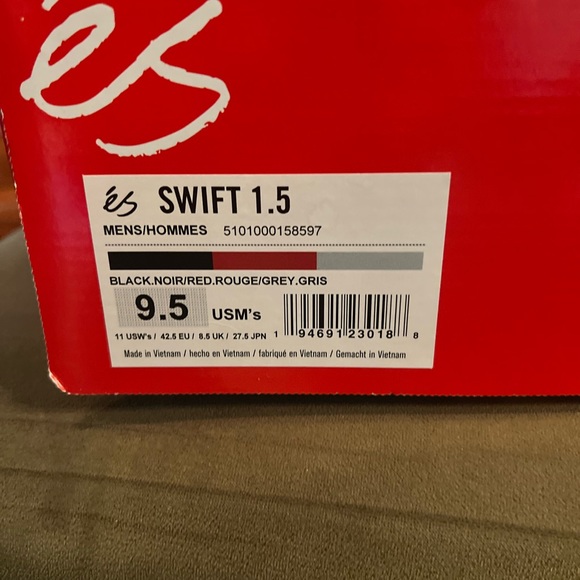 és
és SWIFT 1.5
MENS/HOMMES 5101000158597
BLACK.NOIR/RED.ROUGE/GREY.GRIS
9.5 USM's
11 USW's / 42.5 EU / 8.5 UK / 27.5 JPN
1 94691 23018 8
Made in Vietnam / hecho en Vietnam / fabriqué en Vietnam / Gemacht in Vietnam